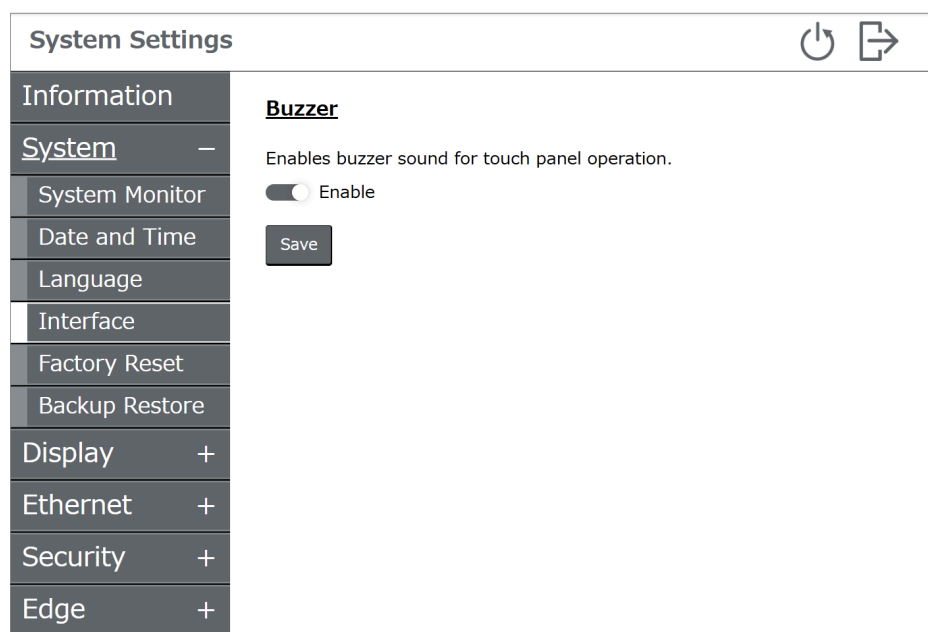 System Settings
Information
System −
System Monitor
Date and Time
Language
Interface
Factory Reset
Backup Restore
Display +
Ethernet +
Security +
Edge +
Buzzer
Enables buzzer sound for touch panel operation.
Enable
Save